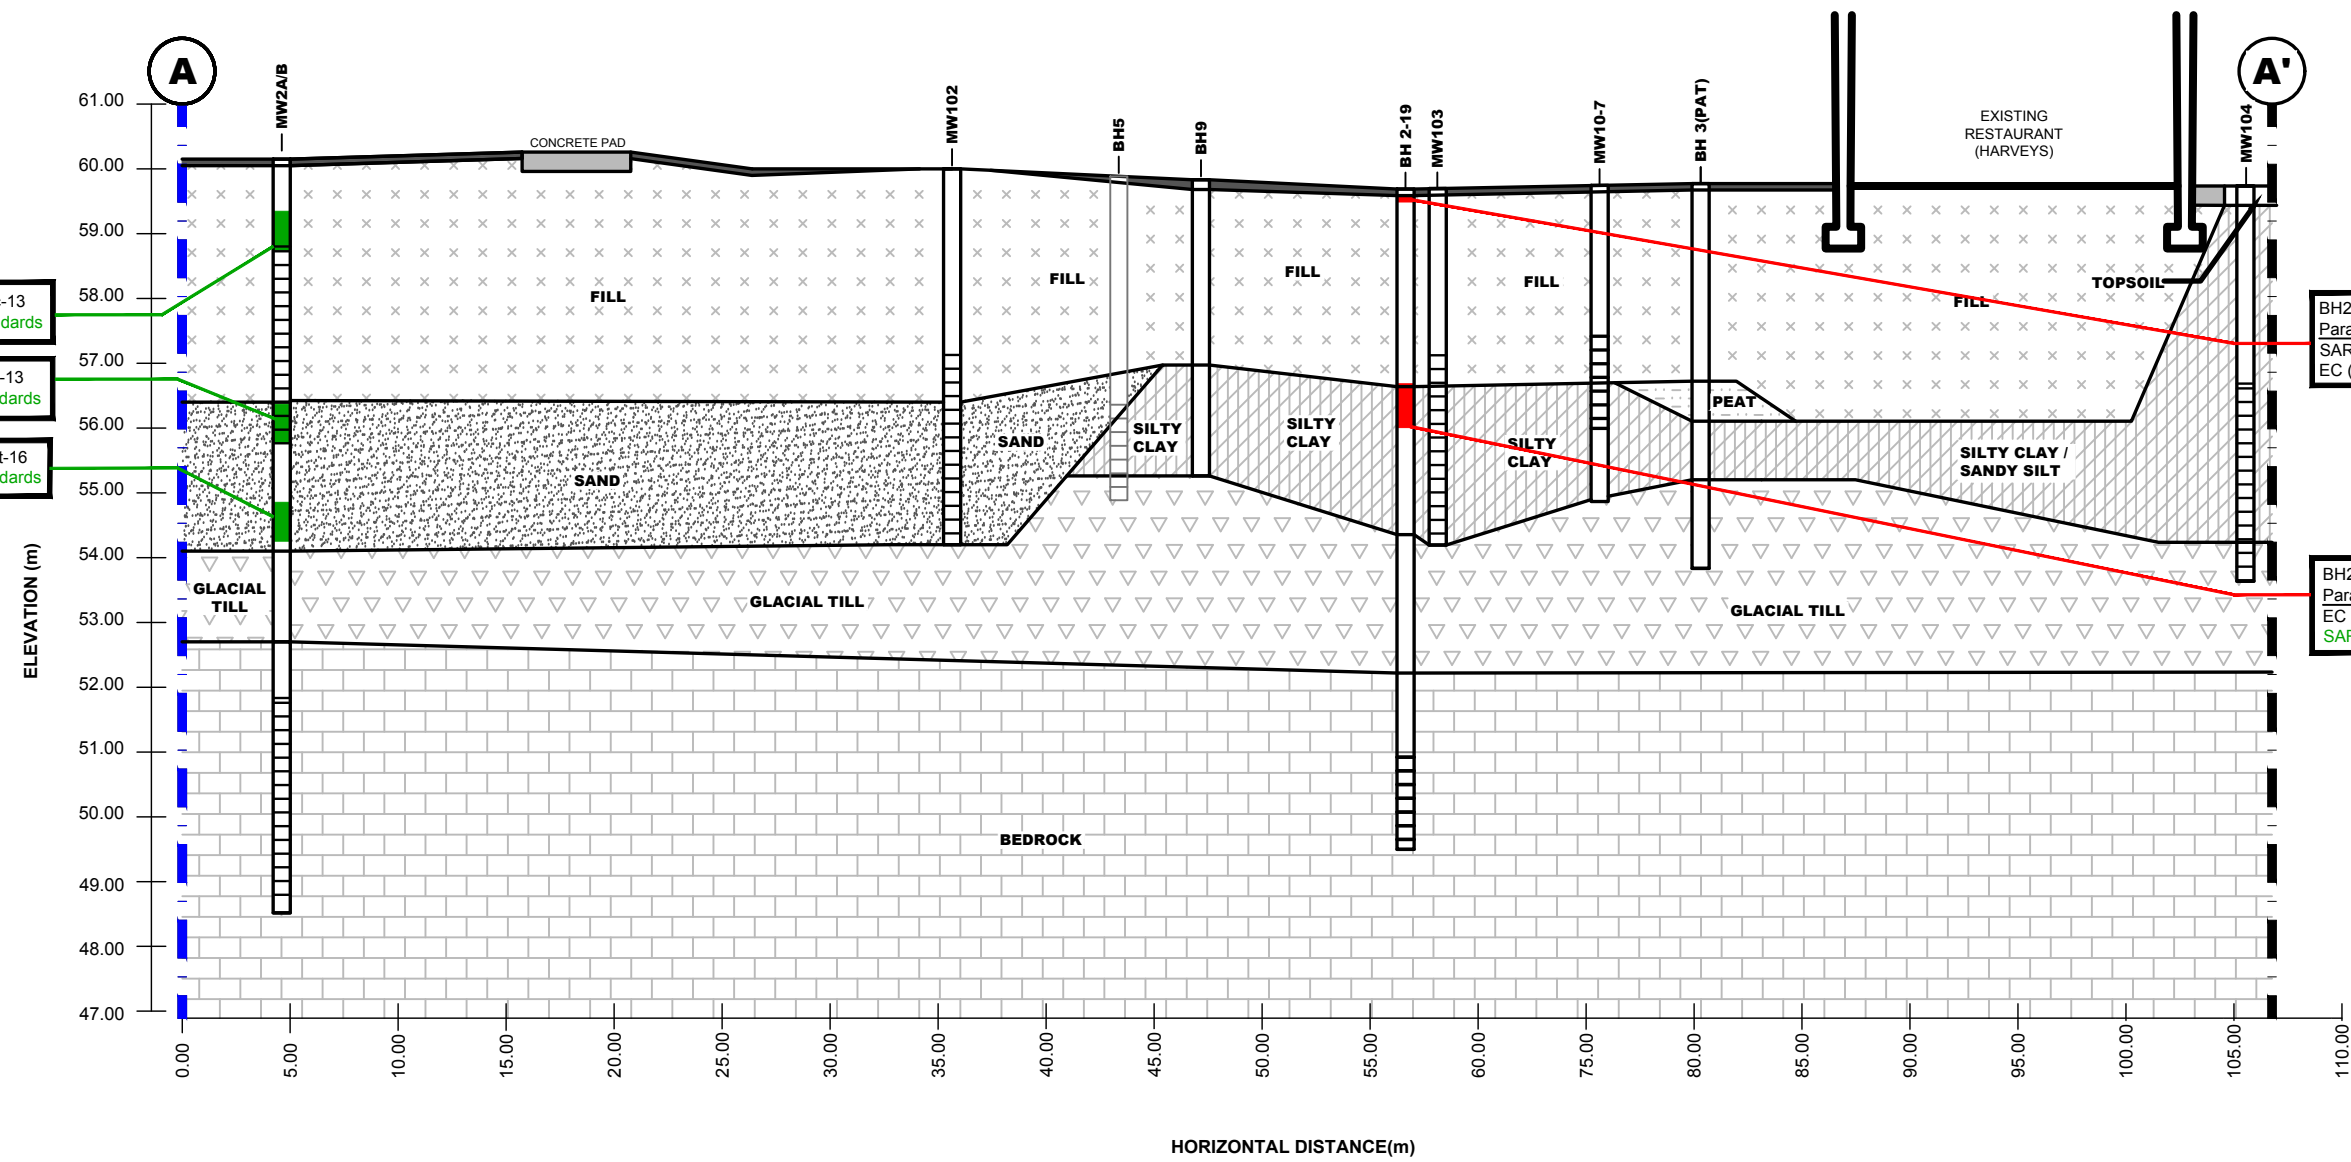 A
A'
MW2A/B
MW102
BH5
BH9
BH 2-19
MW103
MW10-7
BH 3(PAT)
MW104
EXISTING
RESTAURANT
(HARVEYS)
CONCRETE PAD
61.00
60.00
59.00
58.00
57.00
56.00
55.00
54.00
53.00
52.00
51.00
50.00
49.00
48.00
47.00
ELEVATION (m)
-13
dards
-13
dards
t-16
dards
FILL
FILL
FILL
FILL
FILL
TOPSOIL
PEAT
SAND
SAND
SILTY
CLAY
SILTY
CLAY
SILTY
CLAY
SILTY CLAY /
SANDY SILT
GLACIAL
TILL
GLACIAL TILL
GLACIAL TILL
BEDROCK
BH2
Para
SAR
EC (
BH2
Para
EC
SAR
0.00
5.00
10.00
15.00
20.00
25.00
30.00
35.00
40.00
45.00
50.00
55.00
60.00
65.00
70.00
75.00
80.00
85.00
90.00
95.00
100.00
105.00
110.00
HORIZONTAL DISTANCE(m)